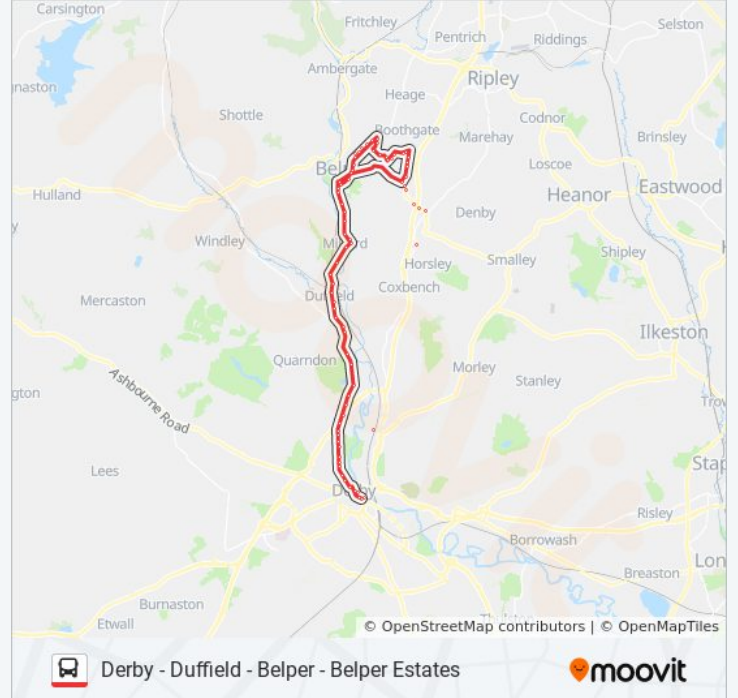 Carsington
Fritchley
Selston
Pentrich
Riddings
Ambergate
Ripley
Heage
Shottle
Boothgate
Codnor
Marehay
Brinsley
Loscoe
Hulland
Heanor
Eastwood
Denby
Windley
Shipley
Horsley
Smalley
Coxbench
Mercaston
Ilkeston
Quarndon
Morley
Stanley
Ashbourne Road
Lees
Derby
Risley
Borrowash
Breaston
Burnaston
Etwall
© OpenStreetMap contributors | © OpenMapTiles
Derby - Duffield - Belper - Belper Estates
moovit